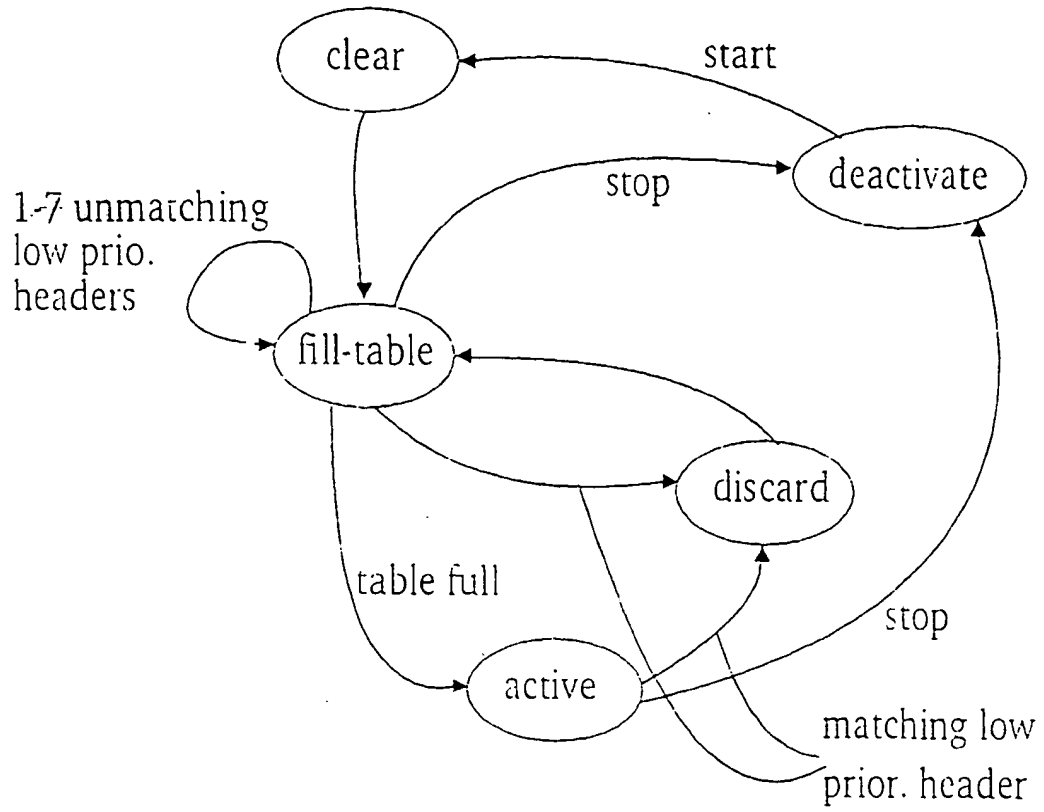 clear
start
deactivate
stop
1-7 unmatching
low prio.
headers
fill-table
discard
table full
stop
active
matching low
prior. header